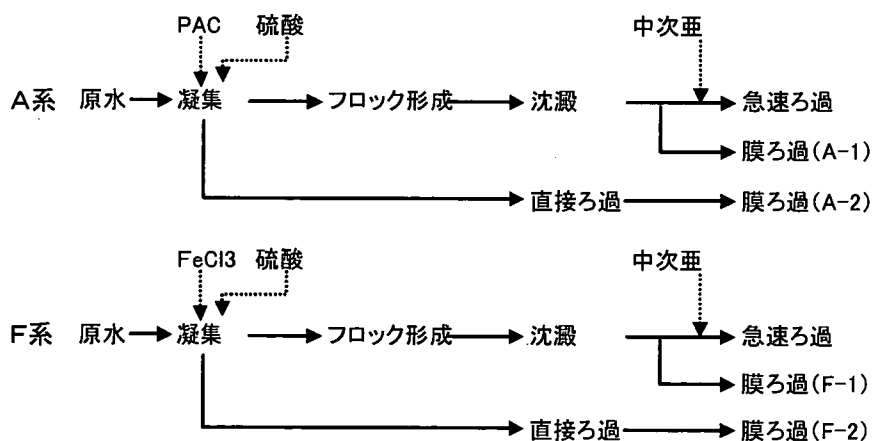 PAC 硫酸 中次亜
A系 原水 凝集 フロック形成 沈澱 急速ろ過
膜ろ過(A-1)
直接ろ過 膜ろ過(A-2)
FeCl3 硫酸 中次亜
F系 原水 凝集 フロック形成 沈澱 急速ろ過
膜ろ過(F-1)
直接ろ過 膜ろ過(F-2)